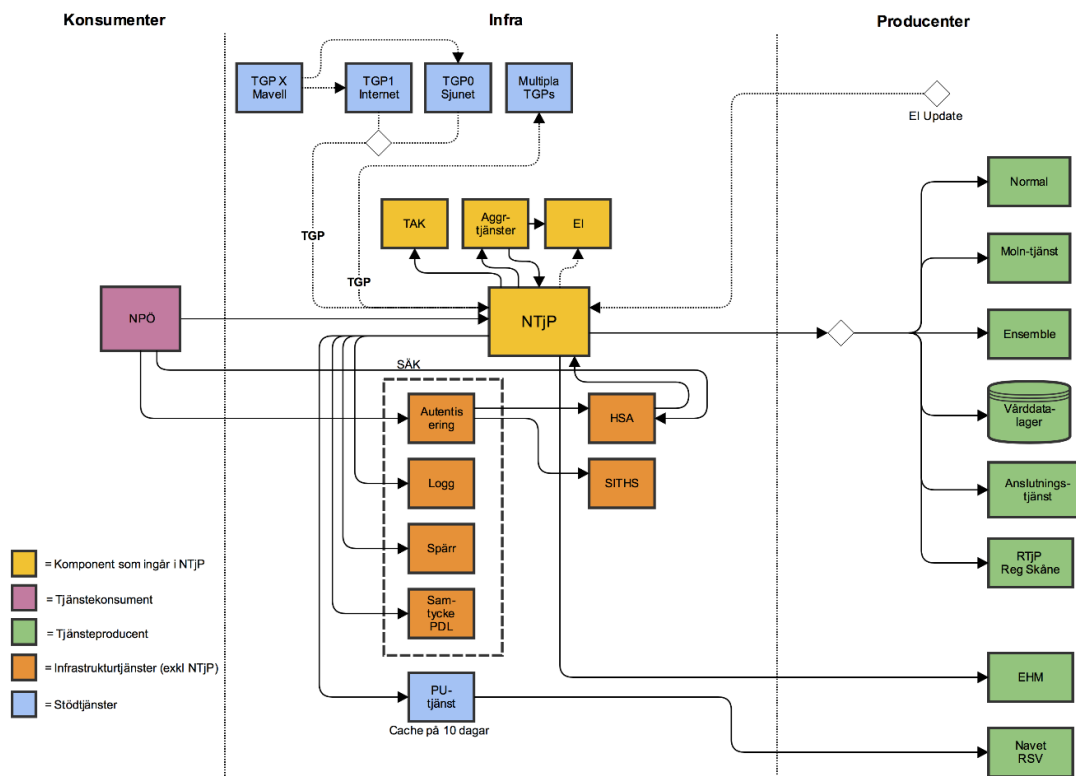 Konsumenter
Infra
Producenter
TGP X
Mavell
TGP1
Internet
TGP0
Sjunet
Multipla
TGPs
EI Update
Normal
TAK
Aggr-
tjänster
EI
TGP
TGP
Moln-tjänst
NPÖ
NTjP
Ensemble
SÄK
Autentis
ering
HSA
Vårddata-
lager
Logg
SITHS
Anslutnings-
tjänst
Spärr
RTjP
Reg Skåne
Sam-
tycke
PDL
= Komponent som ingår i NTjP
= Tjänstekonsument
= Tjänsteproducent
= Infrastrukturtjänster (exkl NTjP)
= Stödtjänster
PU-
tjänst
Cache på 10 dagar
EHM
Navet
RSV